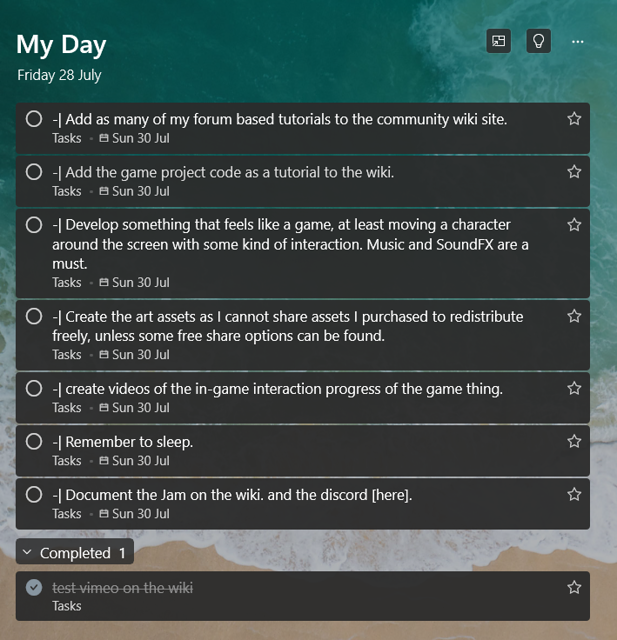 My Day
Friday 28 July
-| Add as many of my forum based tutorials to the community wiki site.
Tasks • Sun 30 Jul
-| Add the game project code as a tutorial to the wiki.
Tasks • Sun 30 Jul
-| Develop something that feels like a game, at least moving a character
around the screen with some kind of interaction. Music and SoundFX are a
must.
Tasks • Sun 30 Jul
-| Create the art assets as I cannot share assets I purchased to redistribute
freely, unless some free share options can be found.
Tasks • Sun 30 Jul
-| create videos of the in-game interaction progress of the game thing.
Tasks • Sun 30 Jul
-| Remember to sleep.
Tasks • Sun 30 Jul
-| Document the Jam on the wiki. and the discord [here].
Tasks • Sun 30 Jul
Completed 1
test vimeo on the wiki
Tasks